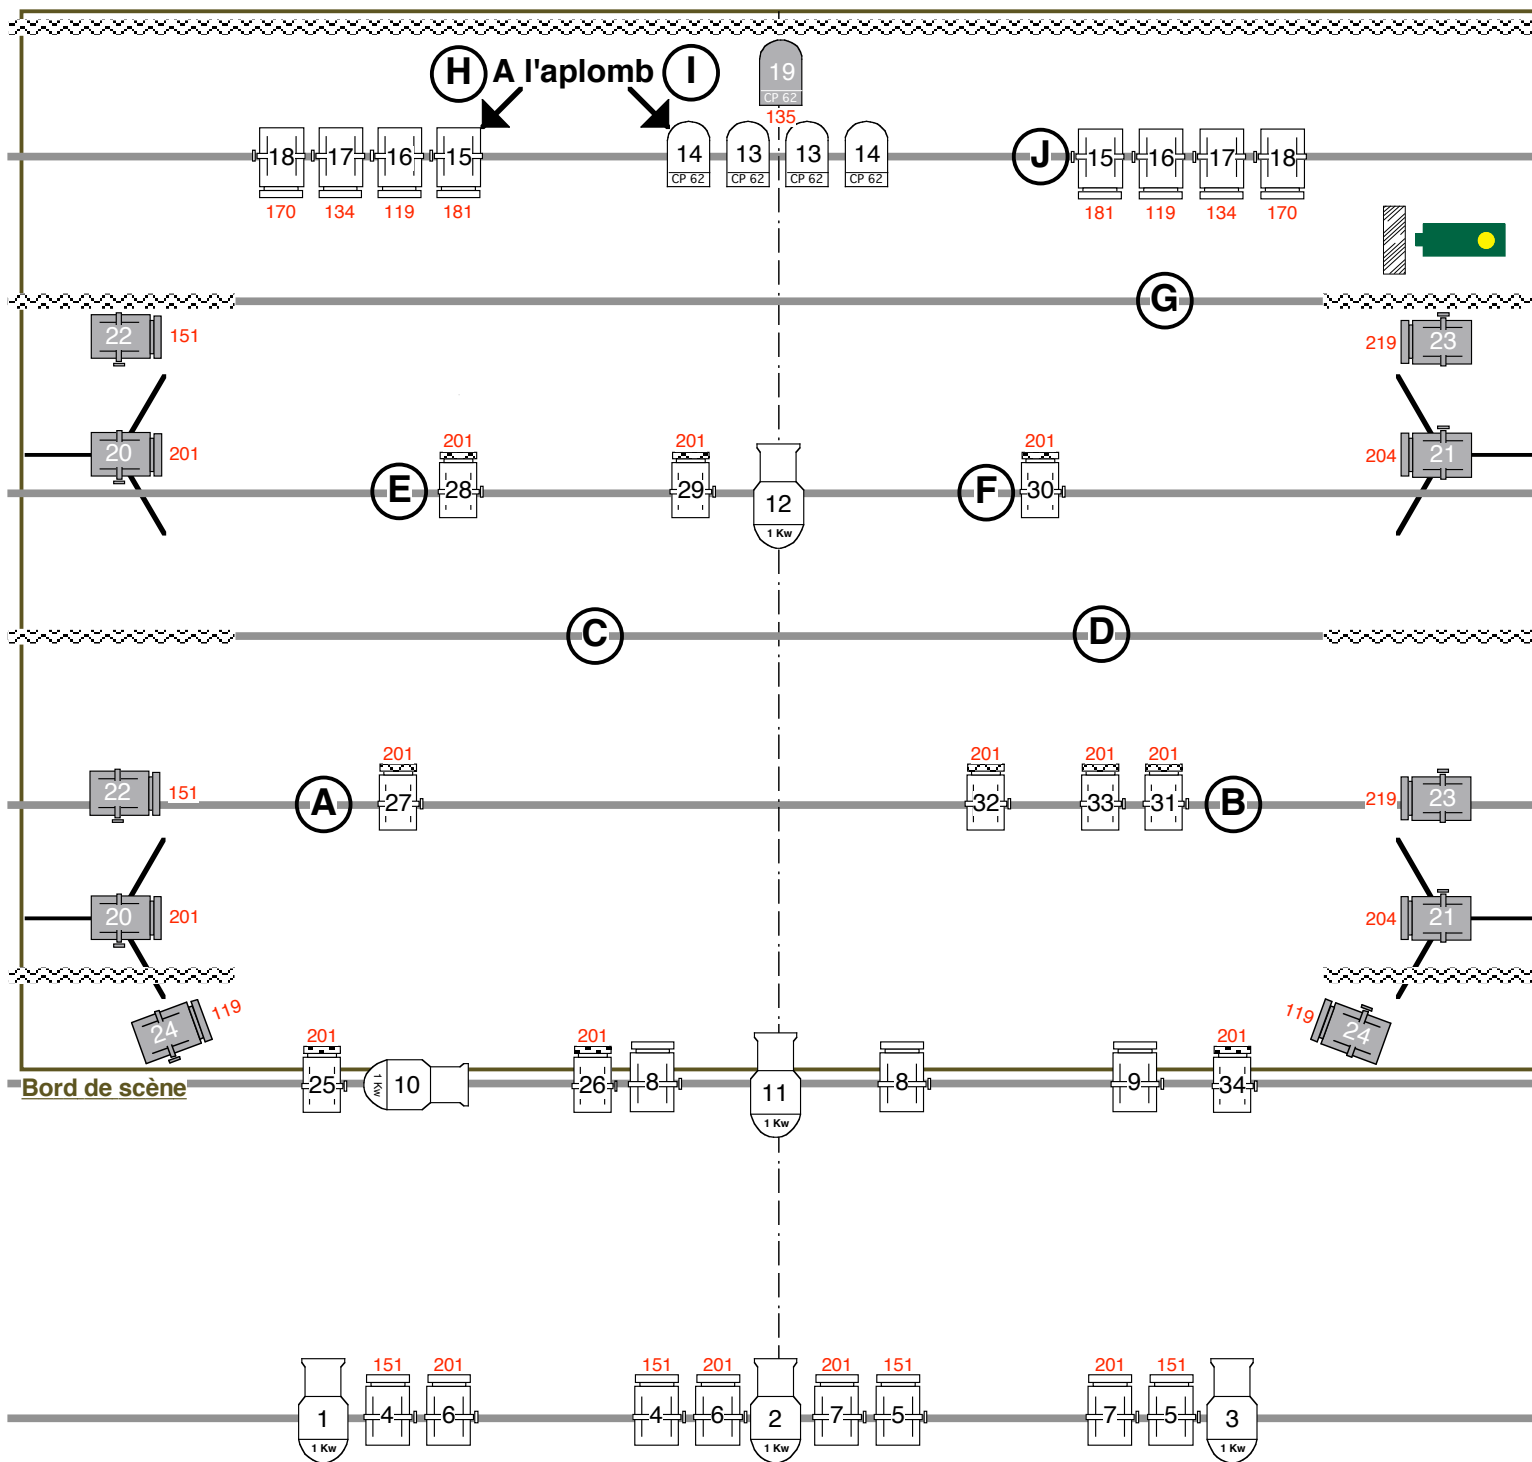 H A l'aplomb I
19
CP 62
135
18 17 16 15 14 13 13 14 J 15 16 17 18
CP 62 CP 62 CP 62 CP 62
170 134 119 181 181 119 134 170
G
22 151 219 23
201 201 201
20 201 204 21
E 28 29 12 F 30
1 Kw
C D
201 201 201 201
22 151 A 27 32 33 31 B 219 23
20 201 204 21
24 119 119 24
201 201 201
25 10 26 8 11 8 9 34
1 Kw 1 Kw
Bord de scène
151 201 151 201 201 151 201 151
1 4 6 4 6 2 7 5 7 5 3
1 Kw 1 Kw 1 Kw